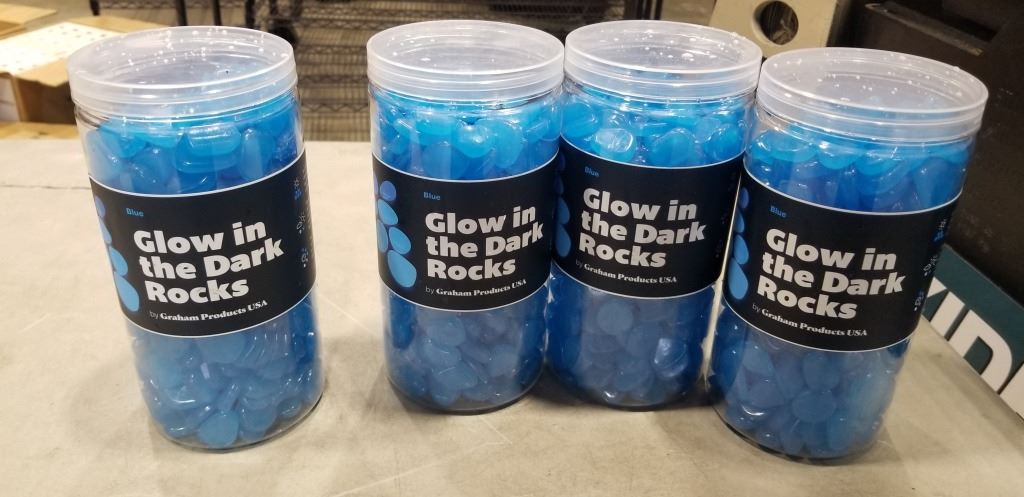 Blue
Glow in
the Dark
Rocks
by Graham Products USA
Blue
Glow in
the Dark
Rocks
by Graham Products USA
Blue
Glow in
the Dark
Rocks
by Graham Products USA
Blue
Glow in
the Dark
Rocks
by Graham Products USA